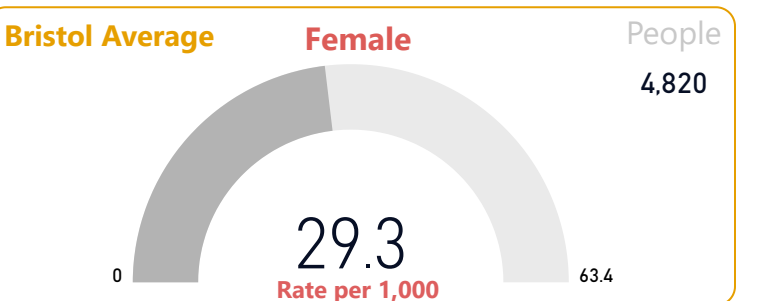 Bristol Average
Female
People
4,820
29.3
0
63.4
Rate per 1,000